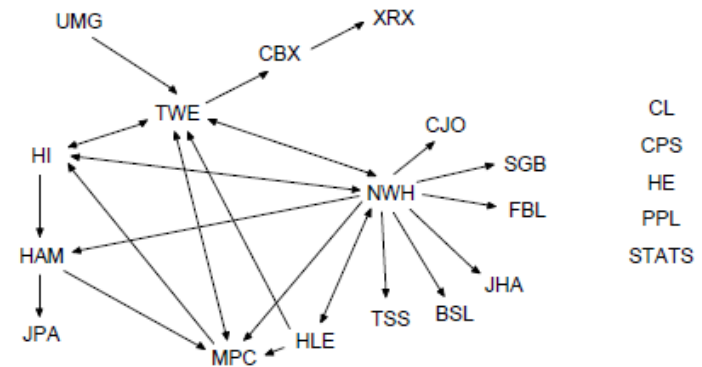 UMG
XRX
CBX
TWE
CJO
CL
CPS
HI
SGB
HE
NWH
FBL
PPL
HAM
STATS
JHA
TSS
BSL
JPA
HLE
MPC